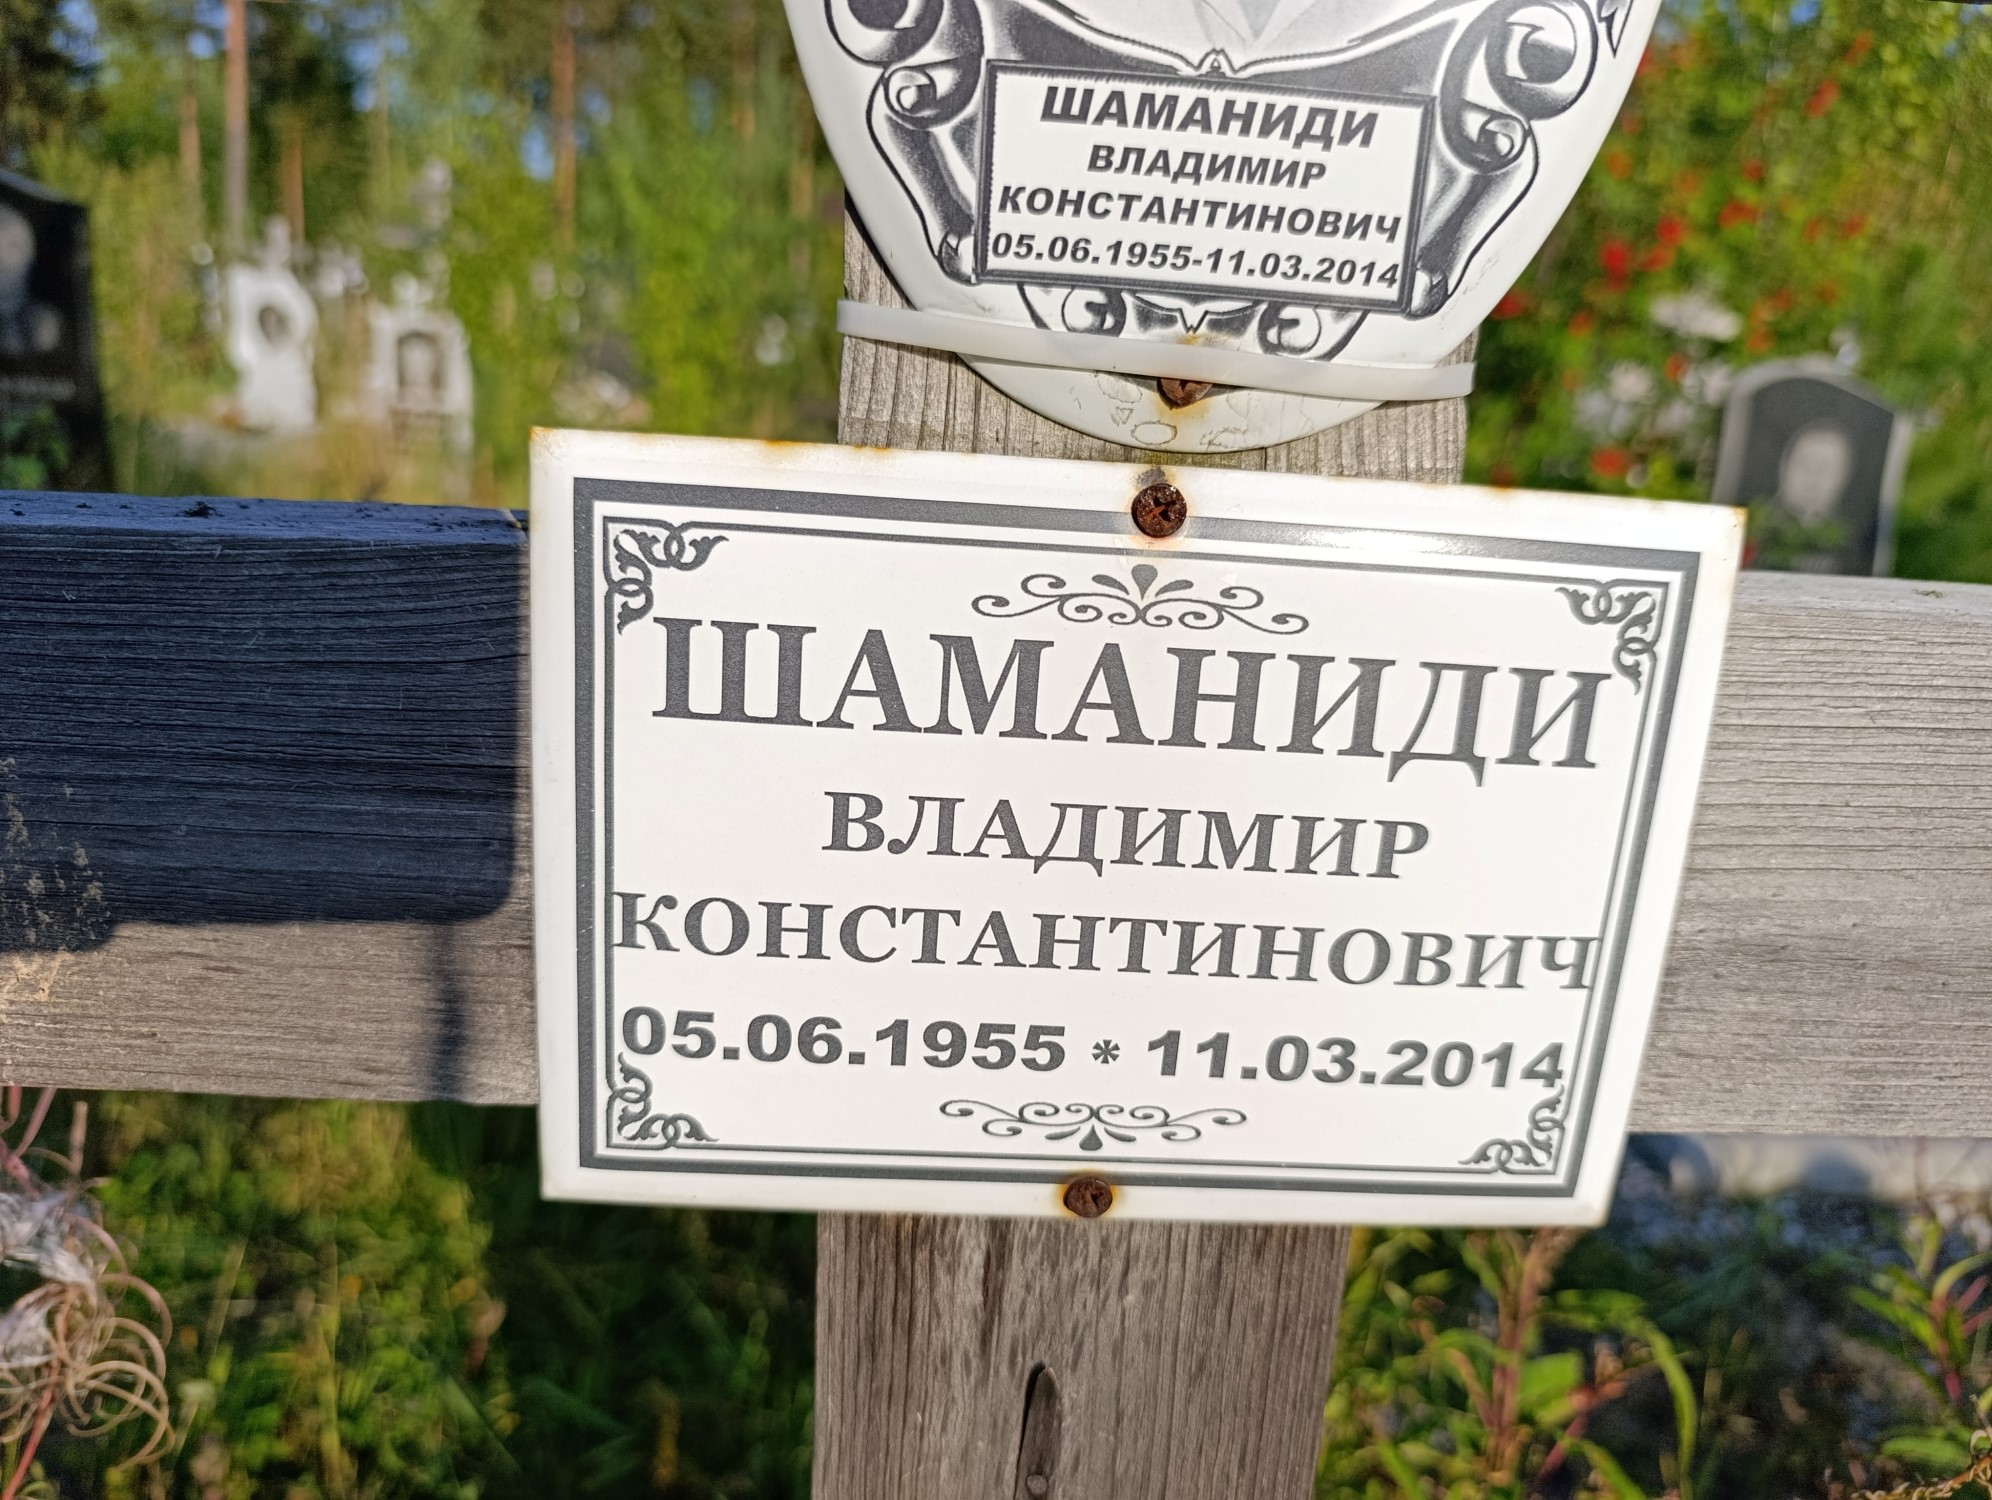 ШАМАНИДИ
ВЛАДИМИР
КОНСТАНТИНОВИЧ
05.06.1955-11.03.2014
ШАМАНИДИ
ВЛАДИМИР
КОНСТАНТИНОВИЧ
05.06.1955 * 11.03.2014